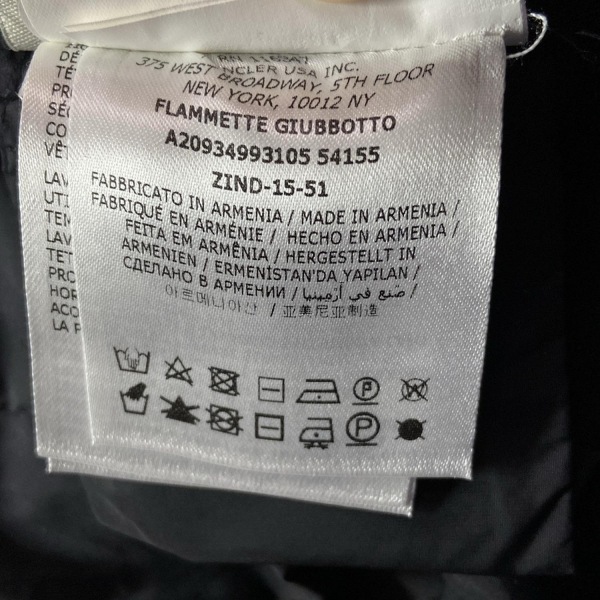 375 WEST BROADWAY, 5TH FLOOR
NEW YORK, 10012 NY
FLAMMETTE GIUBBOTTO
A20934993105 54155
ZIND-15-51
FABBRICATO IN ARMENIA / MADE IN ARMENIA /
FABRIQUÉ EN ARMÉNIE / HECHO EN ARMENIA /
FEITA EM ARMÊNIA / HERGESTELLT IN
ARMENIEN / ERMENİSTAN'DA YAPILAN /
СДЕЛАНО В АРМЕНИИ / صنع في أرمينيا /
아르메니아산 / 亚美尼亚制造